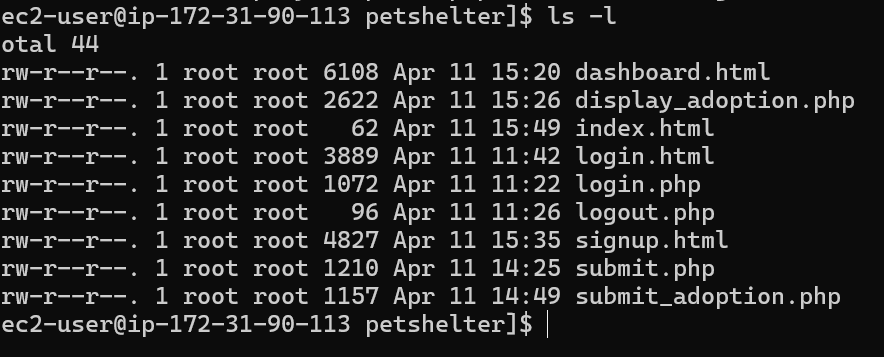 ec2-user@ip-172-31-90-113 petshelter]$ ls -l
otal 44
rw-r--r--. 1 root root 6108 Apr 11 15:20 dashboard.html
rw-r--r--. 1 root root 2622 Apr 11 15:26 display_adoption.php
rw-r--r--. 1 root root   62 Apr 11 15:49 index.html
rw-r--r--. 1 root root 3889 Apr 11 11:42 login.html
rw-r--r--. 1 root root 1072 Apr 11 11:22 login.php
rw-r--r--. 1 root root   96 Apr 11 11:26 logout.php
rw-r--r--. 1 root root 4827 Apr 11 15:35 signup.html
rw-r--r--. 1 root root 1210 Apr 11 14:25 submit.php
rw-r--r--. 1 root root 1157 Apr 11 14:49 submit_adoption.php
ec2-user@ip-172-31-90-113 petshelter]$